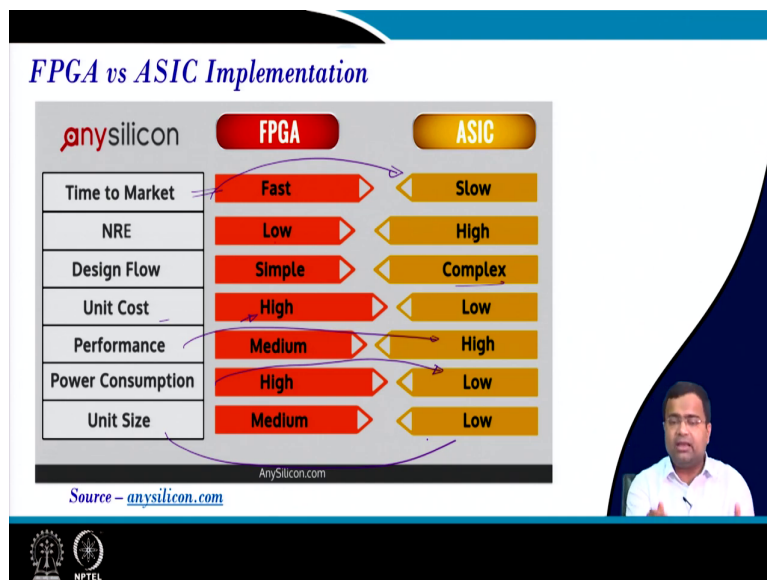 FPGA vs ASIC Implementation
anysilicon FPGA ASIC
Time to Market Fast Slow
NRE Low High
Design Flow Simple Complex
Unit Cost High Low
Performance Medium High
Power Consumption High Low
Unit Size Medium Low
AnySilicon.com
Source – anysilicon.com
NPTEL